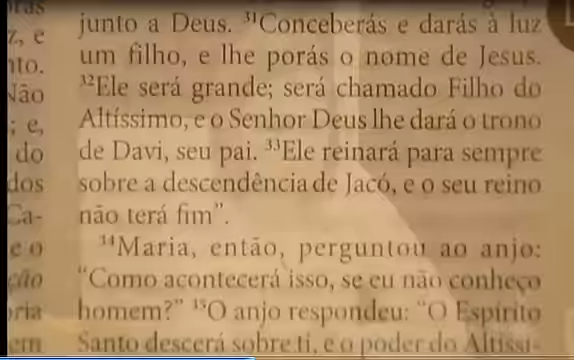 junto a Deus. ³¹Conceberás e darás à luz
um filho, e lhe porás o nome de Jesus.
³²Ele será grande; será chamado Filho do
Altíssimo, e o Senhor Deus lhe dará o trono
de Davi, seu pai. ³³Ele reinará para sempre
sobre a descendência de Jacó, e o seu reino
não terá fim”.
³⁴Maria, então, perguntou ao anjo:
“Como acontecerá isso, se eu não conheço
homem?” ³⁵O anjo respondeu: “O Espírito
Santo descerá sobre ti, e o poder do Altíssi-